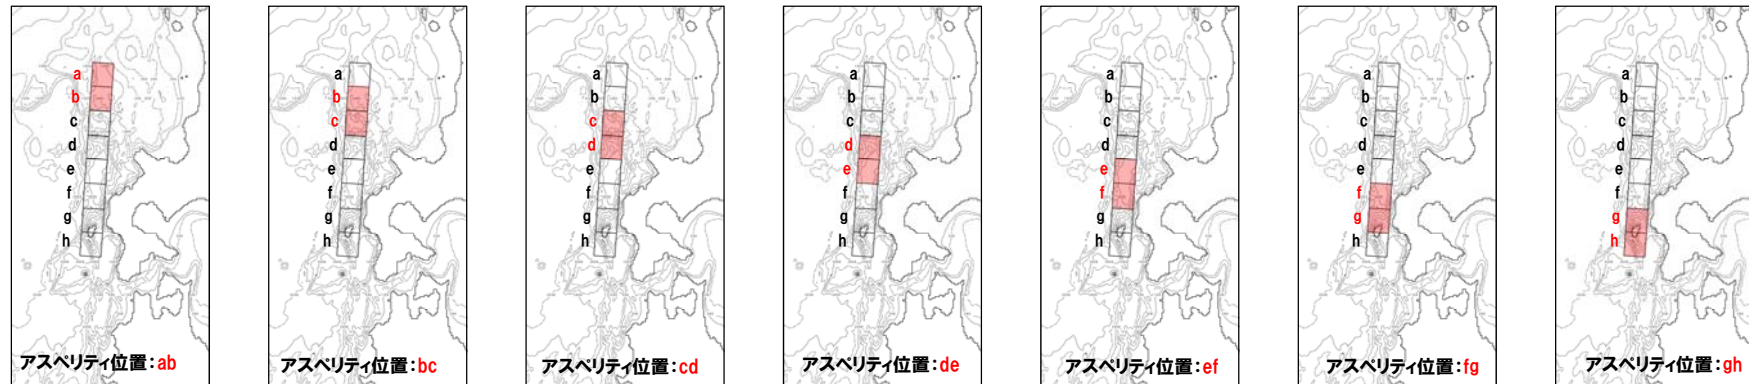 a
b
c
d
e
f
g
h
アスペリティ位置：ab
a
b
c
d
e
f
g
h
アスペリティ位置：bc
a
b
c
d
e
f
g
h
アスペリティ位置：cd
a
b
c
d
e
f
g
h
アスペリティ位置：de
a
b
c
d
e
f
g
h
アスペリティ位置：ef
a
b
c
d
e
f
g
h
アスペリティ位置：fg
a
b
c
d
e
f
g
h
アスペリティ位置：gh